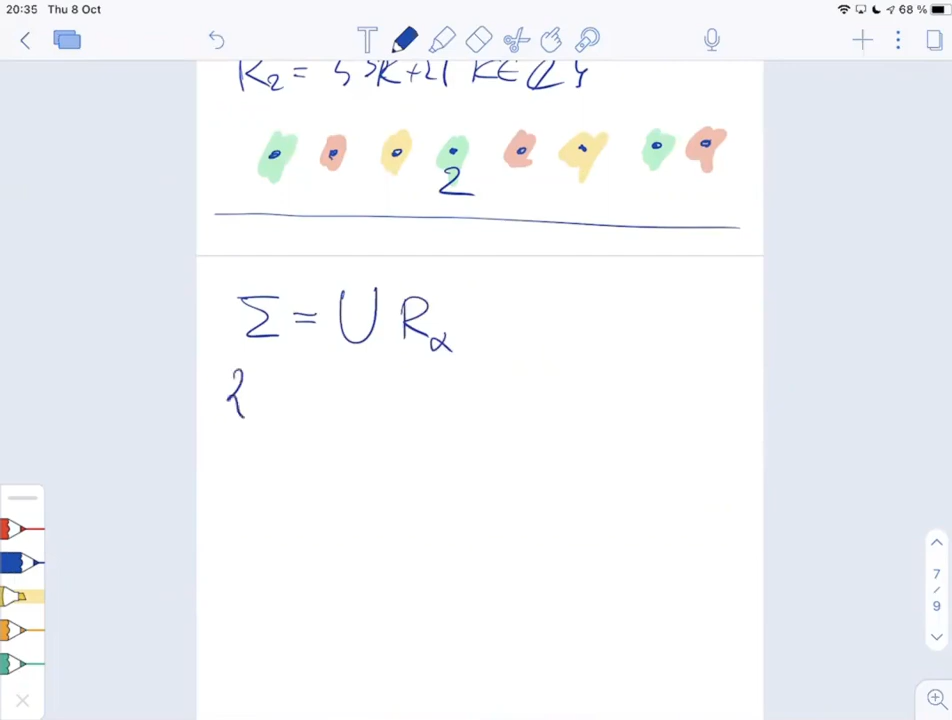 20:35 Thu 8 Oct 68 %
R₂ = {3k+2| k∈ℤ}
2
Σ = ∪ R_α
{
T
7
/
9